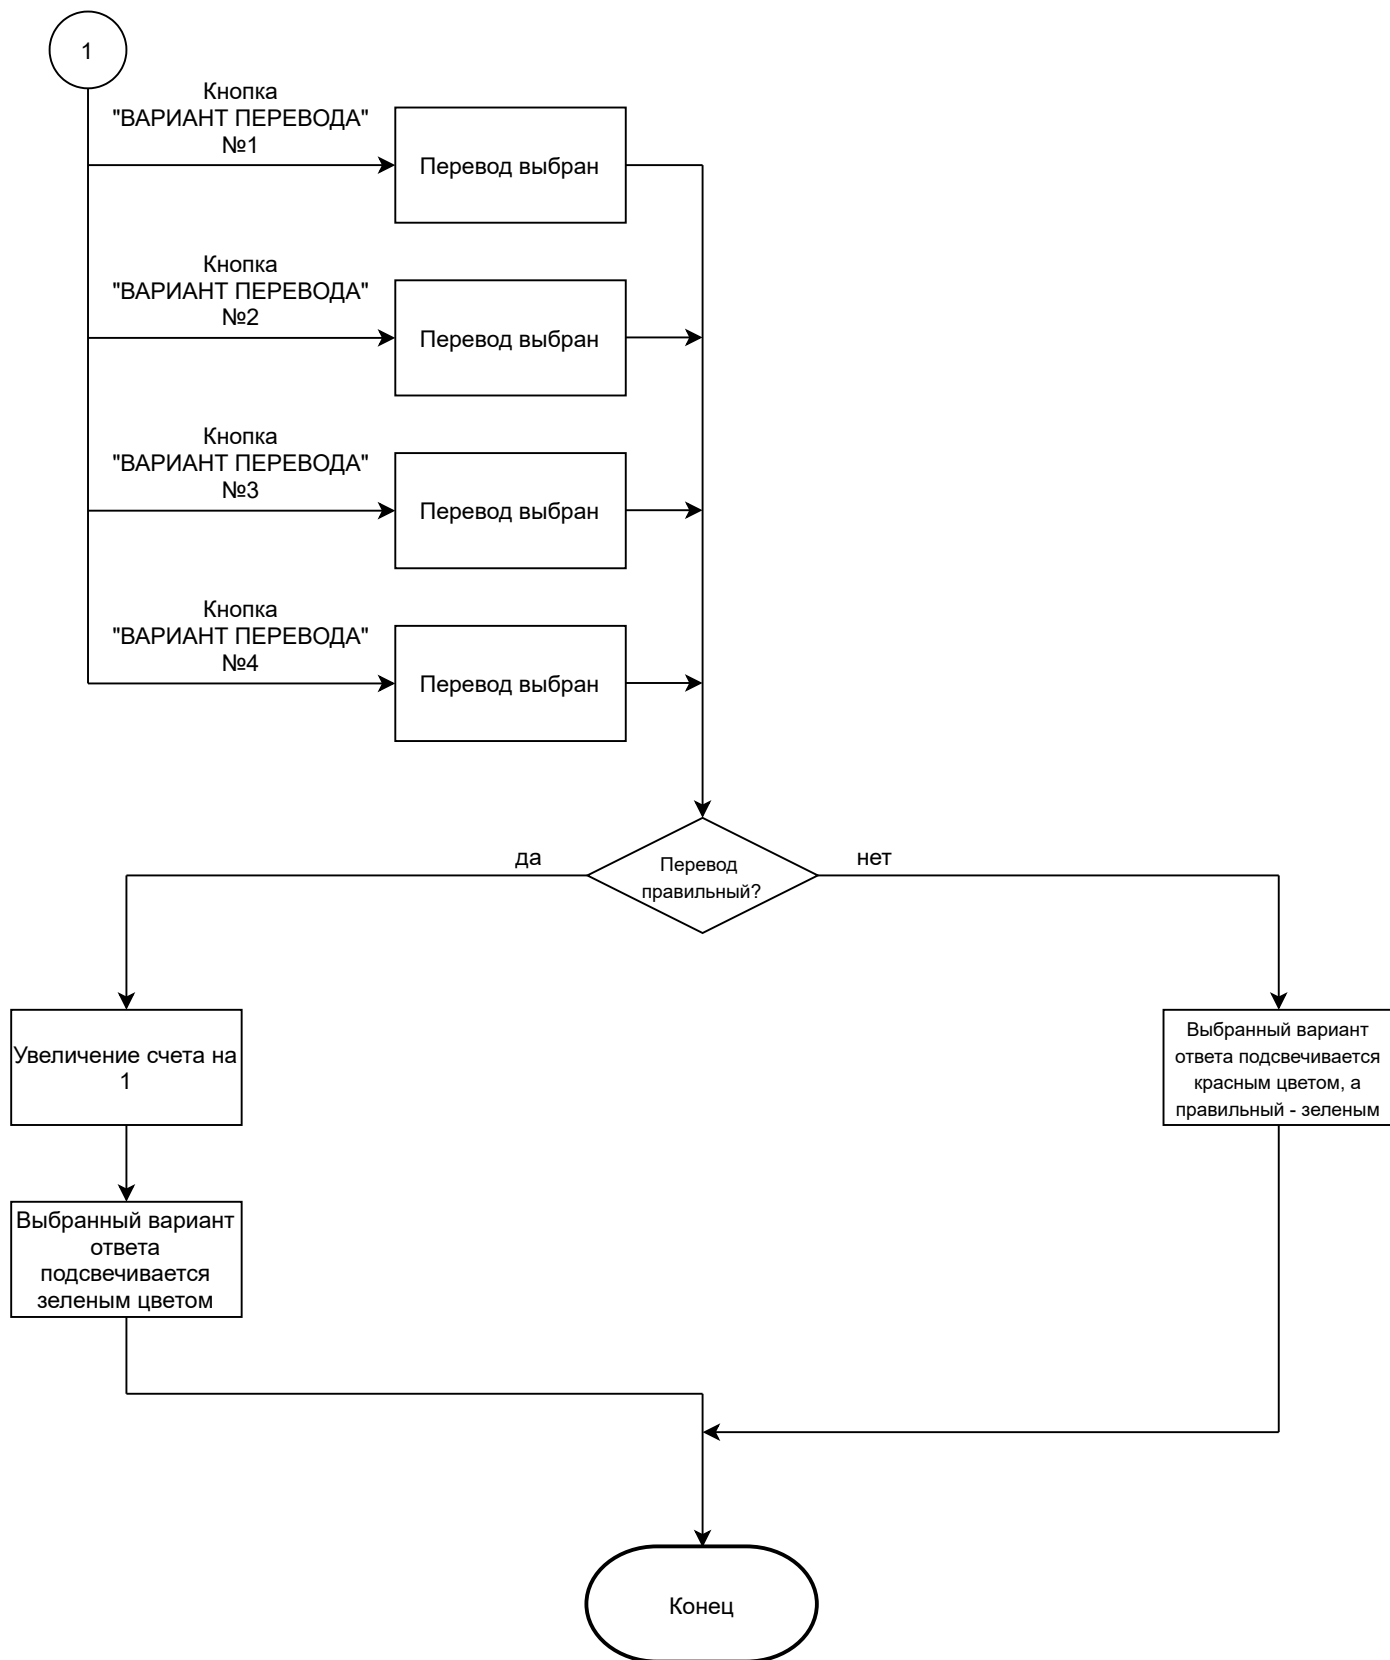 1
Кнопка
"ВАРИАНТ ПЕРЕВОДА"
№1
Перевод выбран
Кнопка
"ВАРИАНТ ПЕРЕВОДА"
№2
Перевод выбран
Кнопка
"ВАРИАНТ ПЕРЕВОДА"
№3
Перевод выбран
Кнопка
"ВАРИАНТ ПЕРЕВОДА"
№4
Перевод выбран
да
Перевод
правильный?
нет
Увеличение счета на
1
Выбранный вариант
ответа подсвечивается
красным цветом, а
правильный - зеленым
Выбранный вариант
ответа
подсвечивается
зеленым цветом
Конец